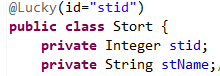 @Lucky(id="stid")
public class Stort {
private Integer stid;
private String stName;